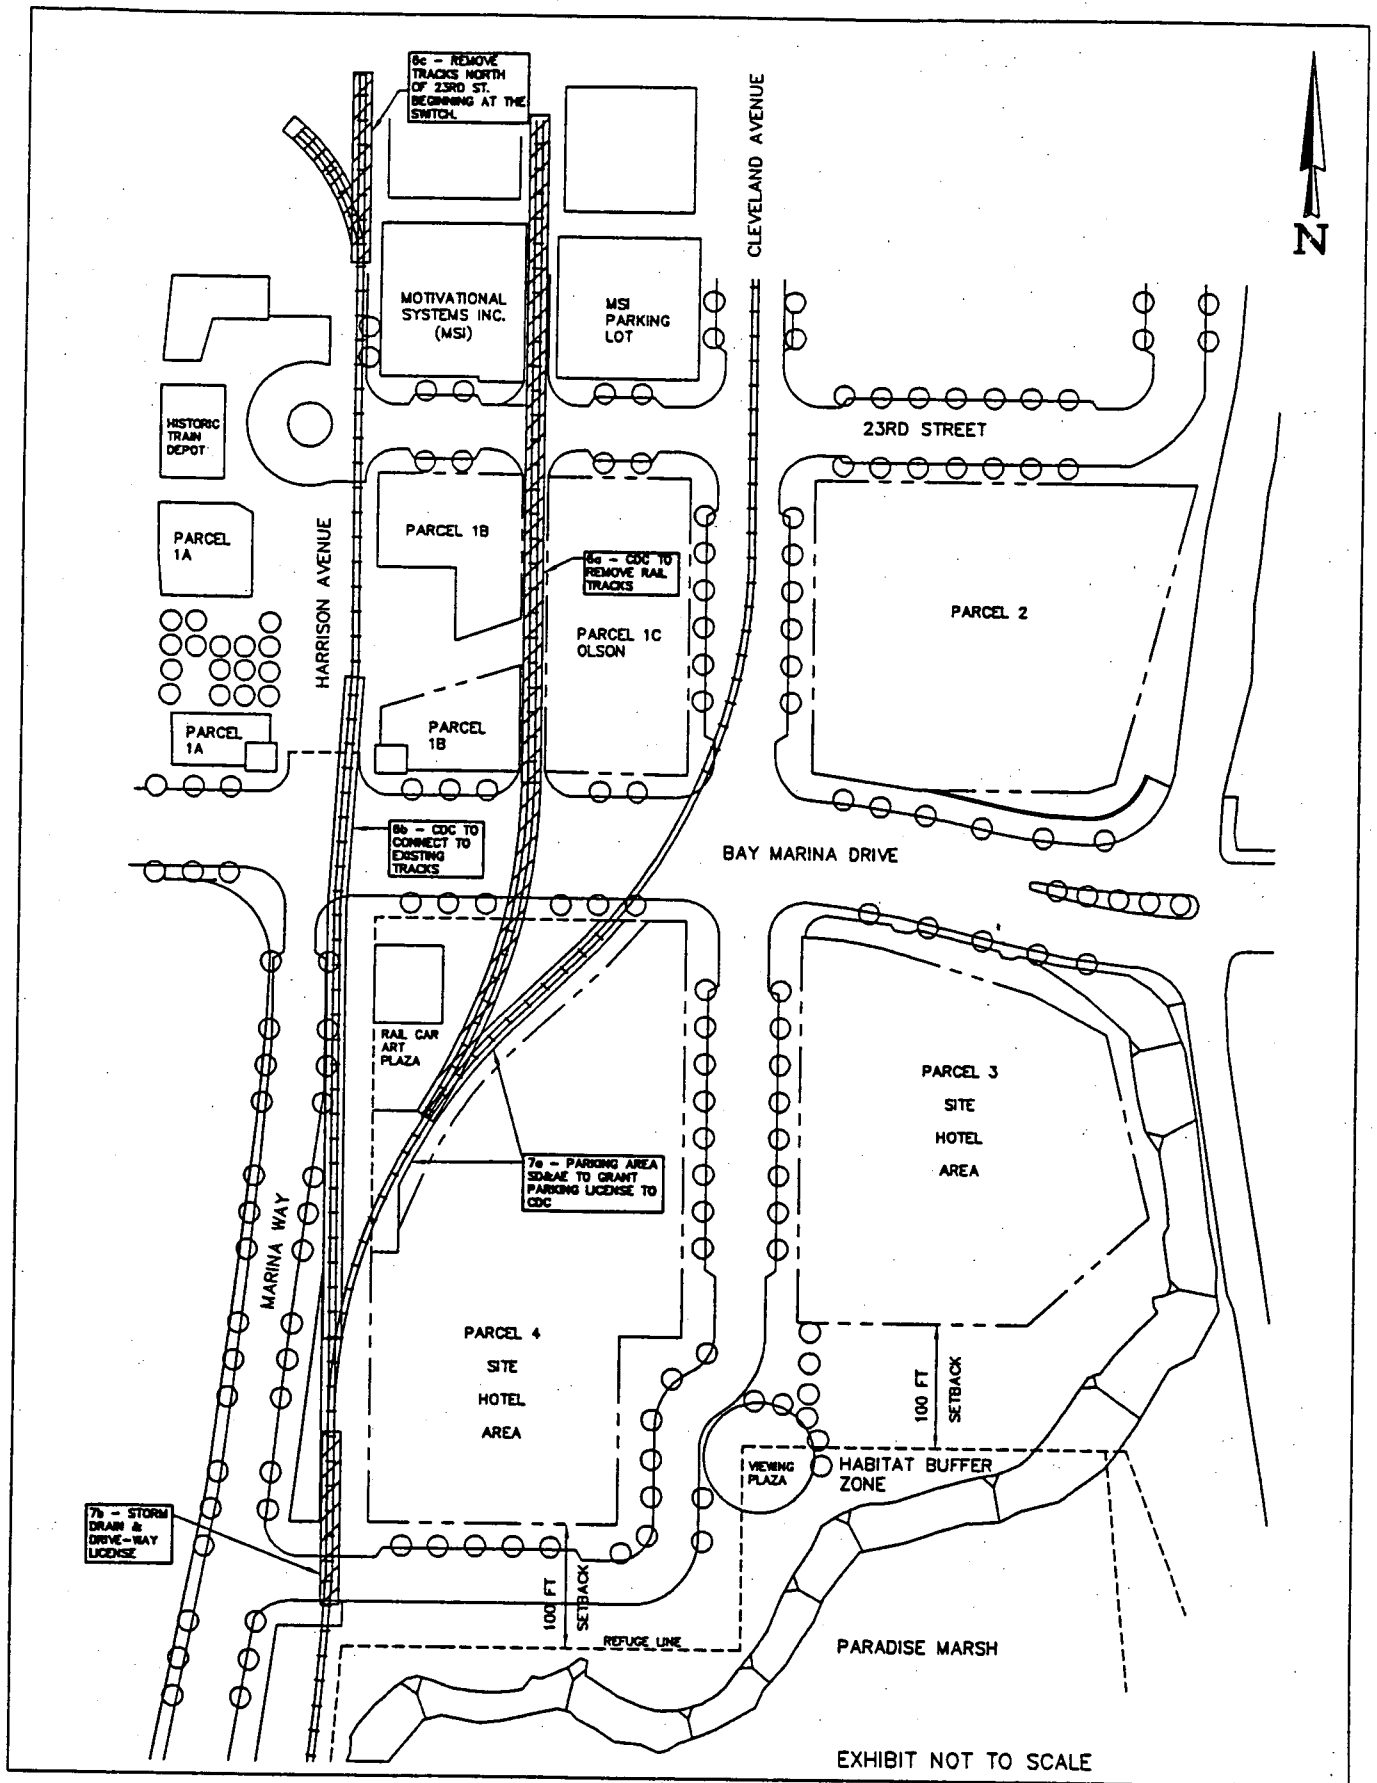 6c - REMOVE
TRACKS NORTH
OF 23RD ST.
BEGINNING AT THE
SWITCH.
CLEVELAND AVENUE
N
MOTIVATIONAL
SYSTEMS INC.
(MSI)
MSI
PARKING
LOT
HISTORIC
TRAIN
DEPOT
23RD STREET
PARCEL
1A
HARRISON AVENUE
PARCEL 1B
6a - CDC TO
REMOVE RAIL
TRACKS
PARCEL 1C
OLSON
PARCEL 2
PARCEL
1A
PARCEL
1B
6b - CDC TO
CONNECT TO
EXISTING
TRACKS
BAY MARINA DRIVE
RAIL CAR
ART
PLAZA
PARCEL 3
SITE
HOTEL
AREA
7a - PARKING AREA
SD&AE TO GRANT
PARKING LICENSE TO
CDC
MARINA WAY
PARCEL 4
SITE
HOTEL
AREA
100 FT
SETBACK
VIEWING
PLAZA
HABITAT BUFFER
ZONE
7b - STORM
DRAIN &
DRIVE-WAY
LICENSE
100 FT
SETBACK
REFUGE LINE
PARADISE MARSH
EXHIBIT NOT TO SCALE